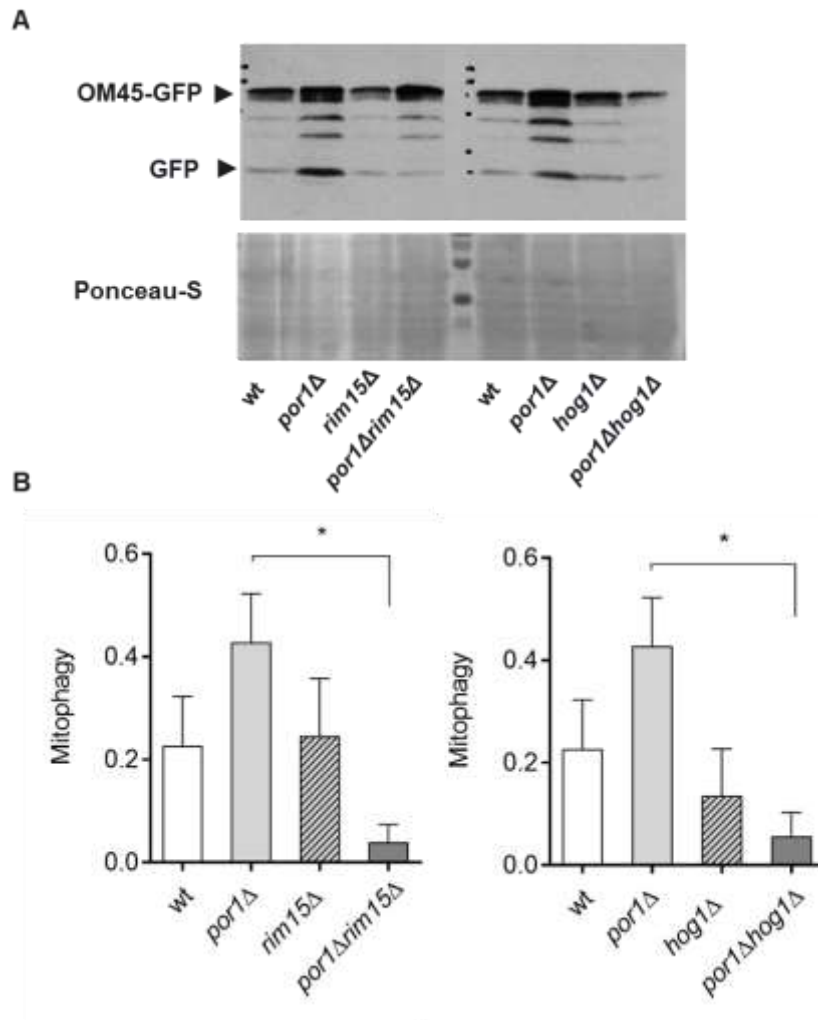 A
OM45-GFP
GFP
Ponceau-S
wt por1Δ rim15Δ por1Δrim15Δ wt por1Δ hog1Δ por1Δhog1Δ
B
*
*
0.6
0.4
0.2
0.0
Mitophagy
wt por1Δ rim15Δ por1Δrim15Δ
0.6
0.4
0.2
0.0
Mitophagy
wt por1Δ hog1Δ por1Δhog1Δ